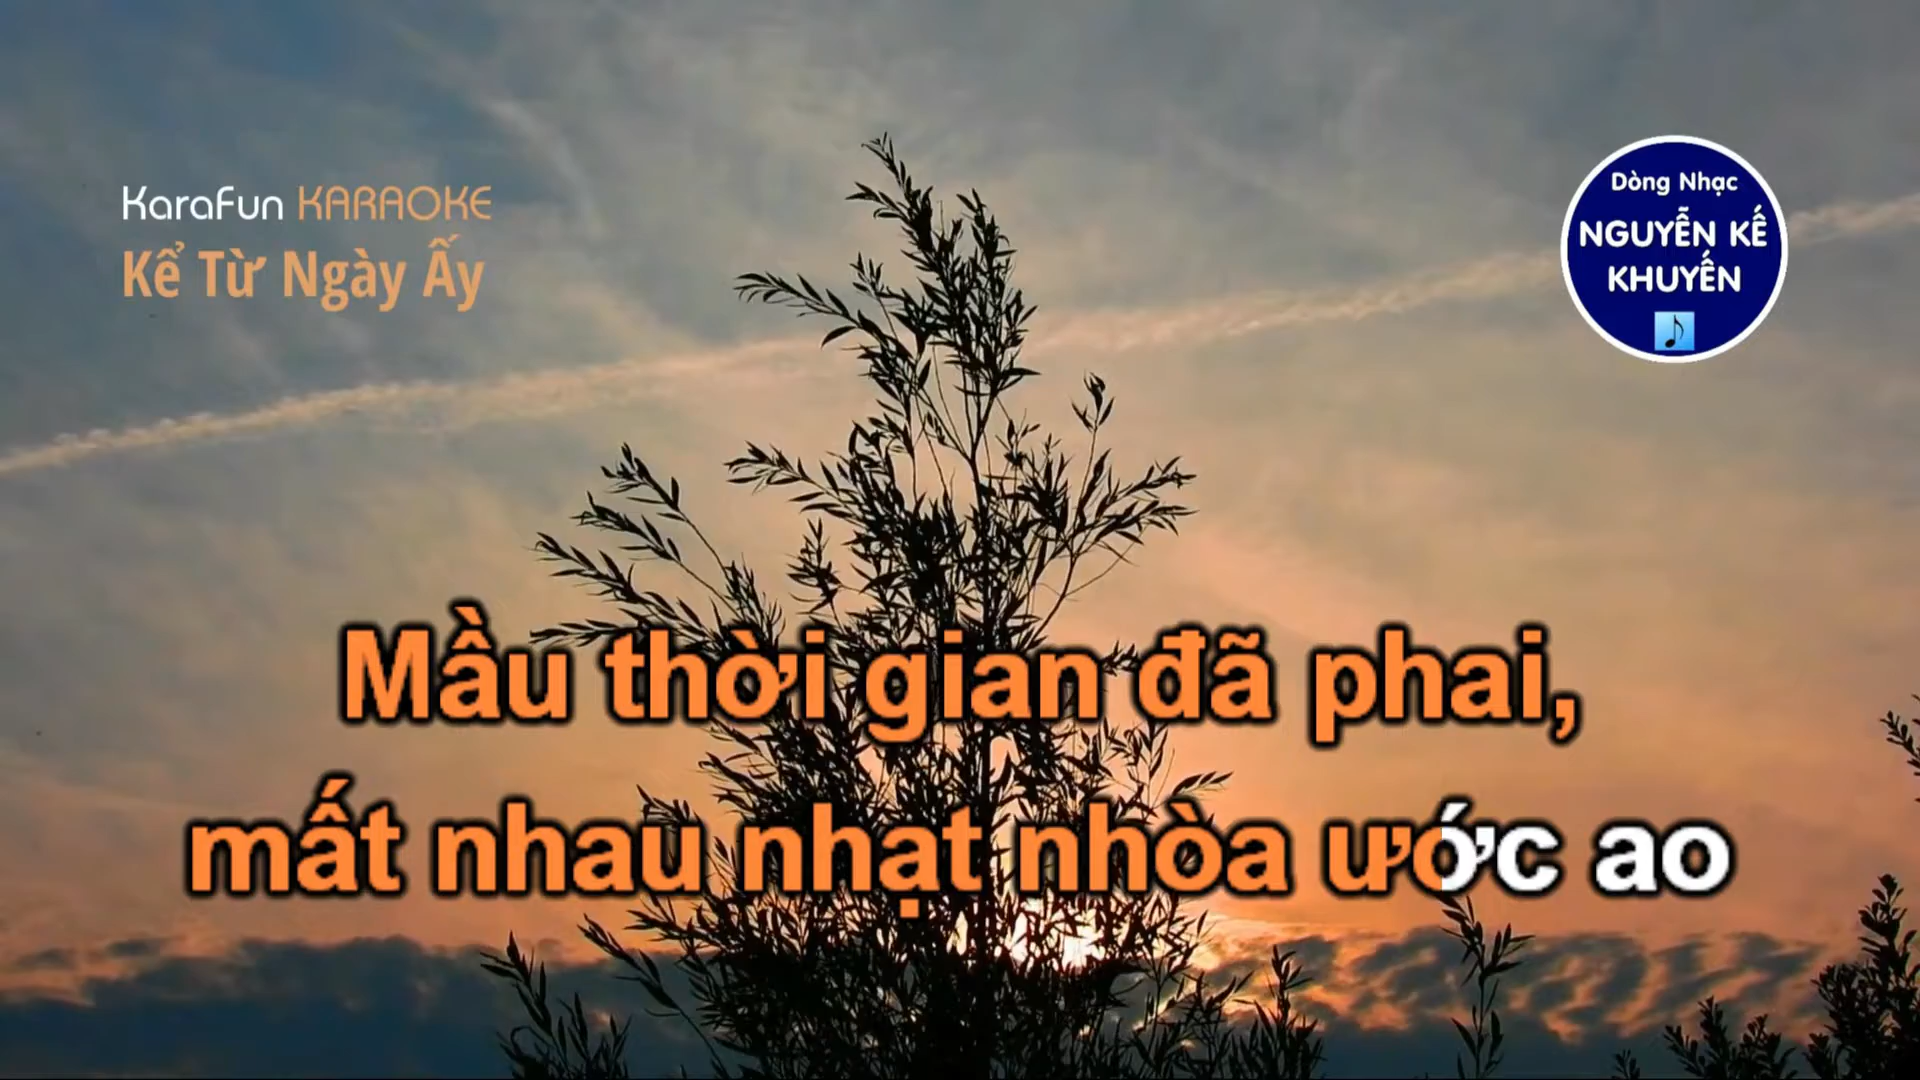 KaraFun KARAOKE
Kể Từ Ngày Ấy
Dòng Nhạc
NGUYỄN KẾ
KHUYẾN
Mầu thời gian đã phai,
mất nhau nhạt nhòa ước ao